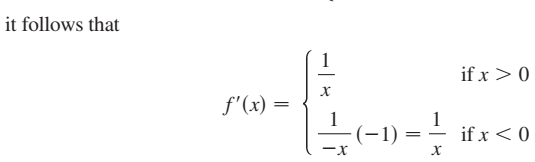 it follows that
f'(x) = { 1/x if x > 0
1/−x (−1) = 1/x if x < 0